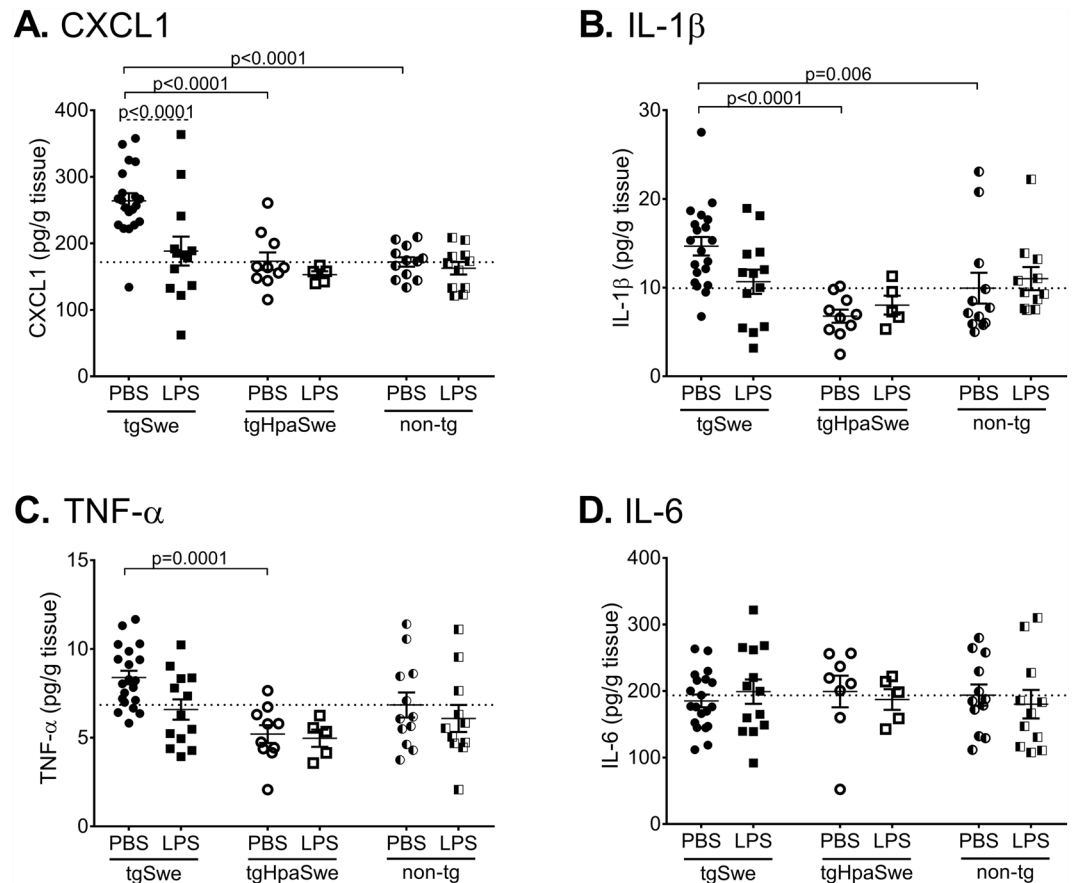 A. CXCL1
p<0.0001
p<0.0001
p<0.0001
400
300
200
100
0
CXCL1 (pg/g tissue)
PBS LPS PBS LPS PBS LPS
tgSwe tgHpaSwe non-tg
B. IL-1β
p=0.006
p<0.0001
30
20
10
0
IL-1β (pg/g tissue)
PBS LPS PBS LPS PBS LPS
tgSwe tgHpaSwe non-tg
C. TNF-α
p=0.0001
15
10
5
0
TNF-α (pg/g tissue)
PBS LPS PBS LPS PBS LPS
tgSwe tgHpaSwe non-tg
D. IL-6
400
300
200
100
0
IL-6 (pg/g tissue)
PBS LPS PBS LPS PBS LPS
tgSwe tgHpaSwe non-tg